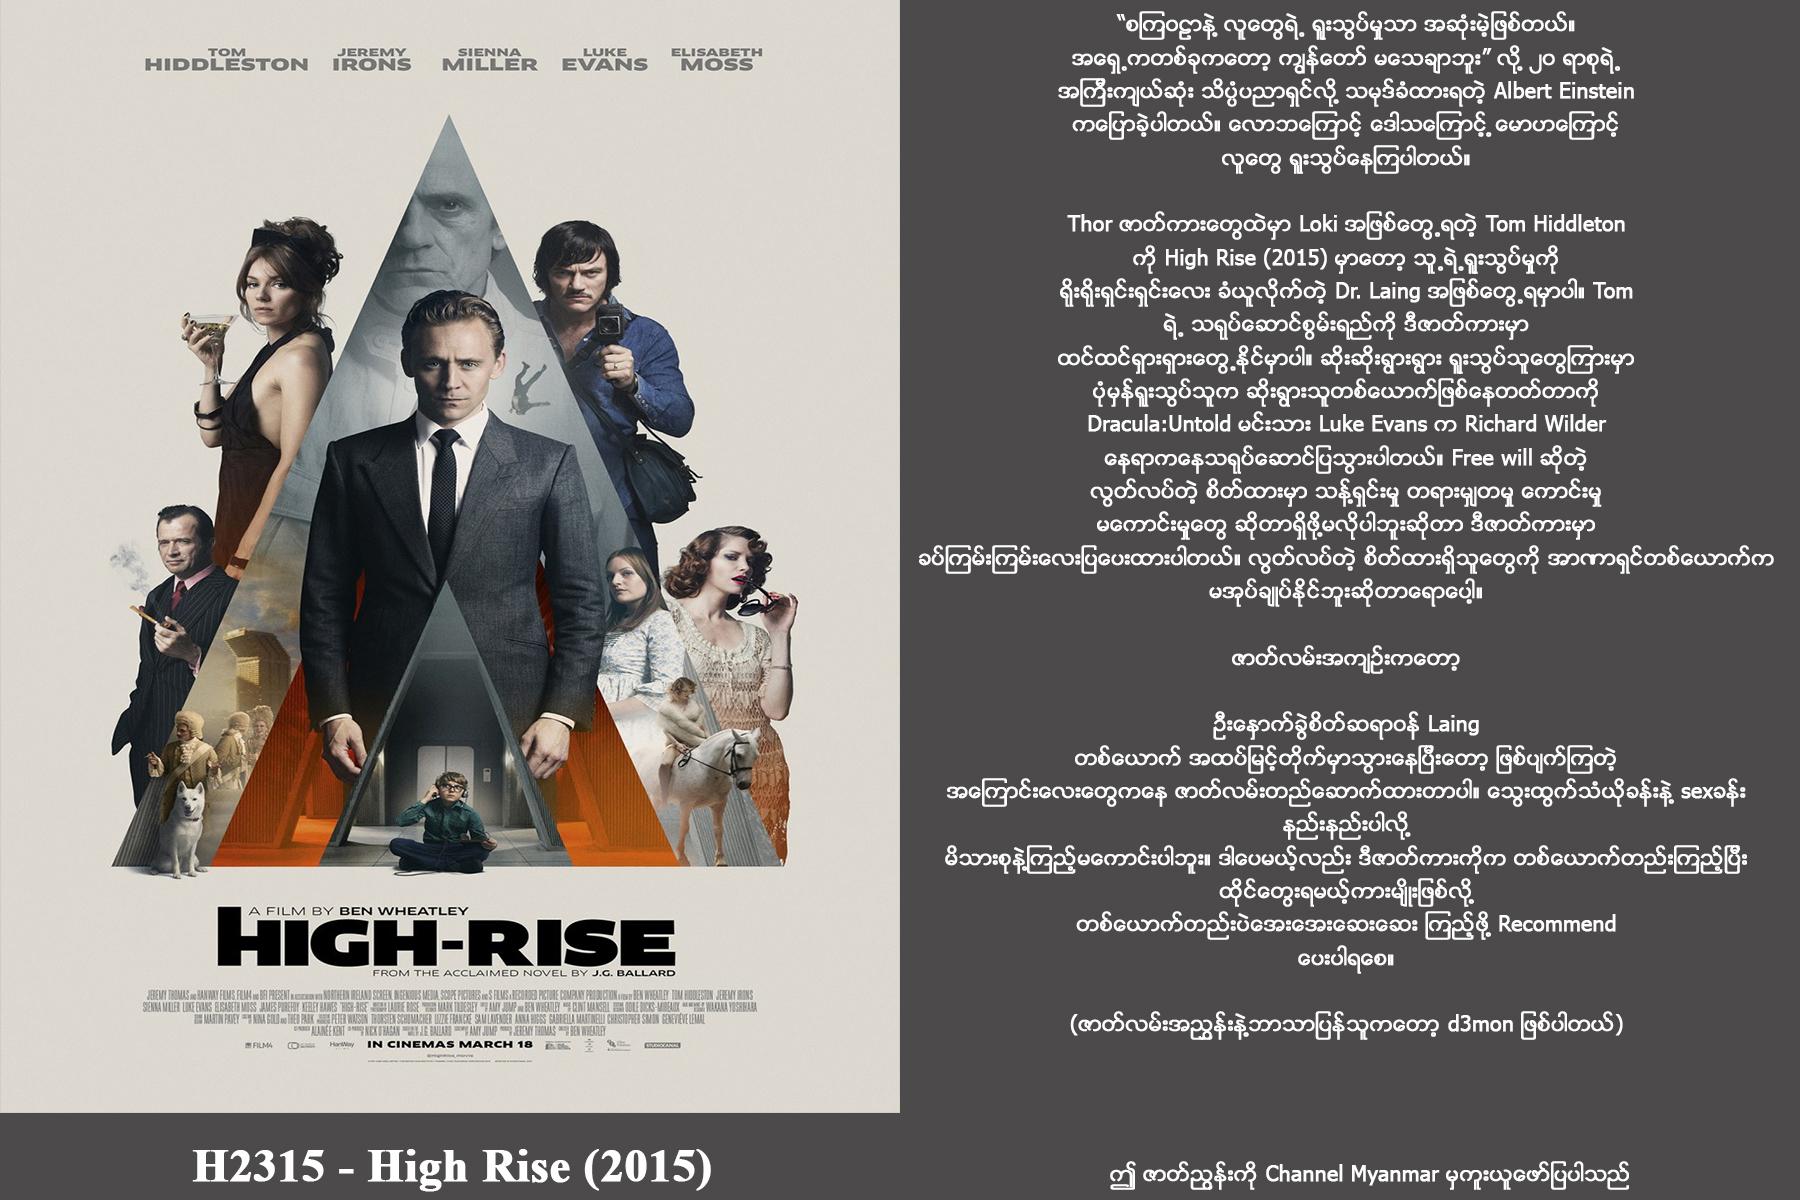 TOM HIDDLESTON JEREMY IRONS SIENNA MILLER LUKE EVANS ELISABETH MOSS
A FILM BY BEN WHEATLEY
HIGH-RISE
FROM THE ACCLAIMED NOVEL BY J.G. BALLARD
IN CINEMAS MARCH 18
H2315 - High Rise (2015)
“စကြဝဠာနဲ့ လူတွေရဲ့ ရူးသွပ်မှုသာ အဆုံးမဲ့ဖြစ်တယ်။
အရှေ့ကတစ်ခုကတော့ ကျွန်တော် မသေချာဘူး” လို့ ၂၀ ရာစုရဲ့
အကြီးကျယ်ဆုံး သိပ္ပံပညာရှင်လို့ သမုဒ်ခံထားရတဲ့ Albert Einstein
ကပြောခဲ့ပါတယ်။ လောဘကြောင့် ဒေါသကြောင့် မောဟကြောင့်
လူတွေ ရူးသွပ်နေကြပါတယ်။
Thor ဇာတ်ကားတွေထဲမှာ Loki အဖြစ်တွေ့ရတဲ့ Tom Hiddleton
ကို High Rise (2015) မှာတော့ သူ့ရဲ့ရူးသွပ်မှုကို
ရိုးရိုးရှင်းရှင်းလေး ခံယူလိုက်တဲ့ Dr. Laing အဖြစ်တွေ့ရမှာပါ။ Tom
ရဲ့ သရုပ်ဆောင်စွမ်းရည်ကို ဒီဇာတ်ကားမှာ
ထင်ထင်ရှားရှားတွေ့နိုင်မှာပါ။ ဆိုးဆိုးရွားရွား ရူးသွပ်သူတွေကြားမှာ
ပုံမှန်ရူးသွပ်သူက ဆိုးရွားသူတစ်ယောက်ဖြစ်နေတတ်တာကို
Dracula:Untold မင်းသား Luke Evans က Richard Wilder
နေရာကနေသရုပ်ဆောင်ပြသွားပါတယ်။ Free will ဆိုတဲ့
လွတ်လပ်တဲ့ စိတ်ထားမှာ သန့်ရှင်းမှု တရားမျှတမှု ကောင်းမှု
မကောင်းမှုတွေ ဆိုတာရှိဖို့မလိုပါဘူးဆိုတာ ဒီဇာတ်ကားမှာ
ခပ်ကြမ်းကြမ်းလေးပြပေးထားပါတယ်။ လွတ်လပ်တဲ့ စိတ်ထားရှိသူတွေကို အာဏာရှင်တစ်ယောက်က
မအုပ်ချုပ်နိုင်ဘူးဆိုတာရောပေါ့။
ဇာတ်လမ်းအကျဉ်းကတော့
ဦးနှောက်ခွဲစိတ်ဆရာဝန် Laing
တစ်ယောက် အထပ်မြင့်တိုက်မှာသွားနေပြီးတော့ ဖြစ်ပျက်ကြတဲ့
အကြောင်းလေးတွေကနေ ဇာတ်လမ်းတည်ဆောက်ထားတာပါ။ သွေးထွက်သံယိုခန်းနဲ့ sexခန်း
နည်းနည်းပါလို့
မိသားစုနဲ့ကြည့်မကောင်းပါဘူး။ ဒါပေမယ့်လည်း ဒီဇာတ်ကားကိုက တစ်ယောက်တည်းကြည့်ပြီး
ထိုင်တွေးရမယ့်ကားမျိုးဖြစ်လို့
တစ်ယောက်တည်းပဲအေးအေးဆေးဆေး ကြည့်ဖို့ Recommend
ပေးပါရစေ။
(ဇာတ်လမ်းအညွှန်းနဲ့ဘာသာပြန်သူကတော့ d3mon ဖြစ်ပါတယ်)
ဤ ဇာတ်ညွှန်းကို Channel Myanmar မှကူးယူဖော်ပြပါသည်